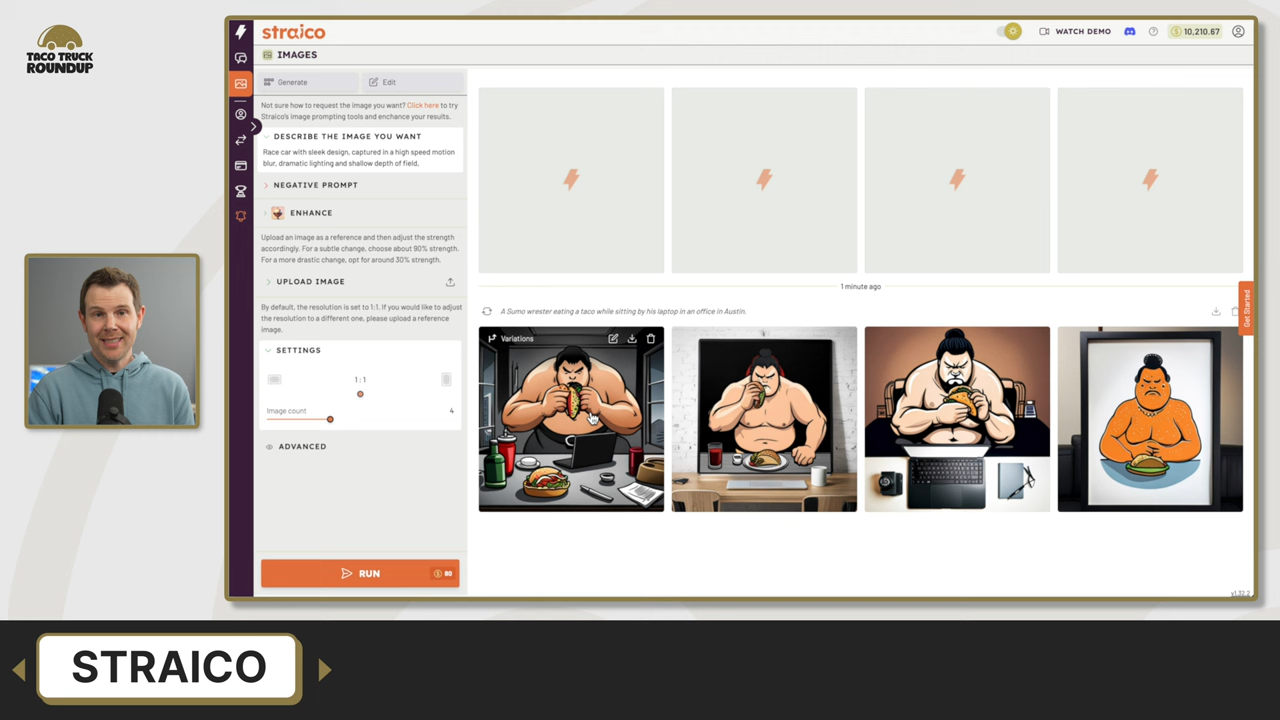 TACO TRUCK
ROUNDUP
straico
WATCH DEMO
10,210.67
IMAGES
Generate
Edit
Not sure how to request the image you want? Click here to try
Straico's image prompting tools and enchance your results.
DESCRIBE THE IMAGE YOU WANT
Race car with sleek design, captured in a high speed motion
blur, dramatic lighting and shallow depth of field,
NEGATIVE PROMPT
ENHANCE
Upload an image as a reference and then adjust the strength
accordingly. For a subtle change, choose about 90% strength.
For a more drastic change, opt for around 30% strength.
UPLOAD IMAGE
By default, the resolution is set to 1:1. If you would like to adjust
the resolution to a different one, please upload a reference
image.
SETTINGS
1 : 1
Image count
4
ADVANCED
RUN
80
1 minute ago
A Sumo wrester eating a taco while sitting by his laptop in an office in Austin.
Variations
Get Started
v1.32.2
STRAICO